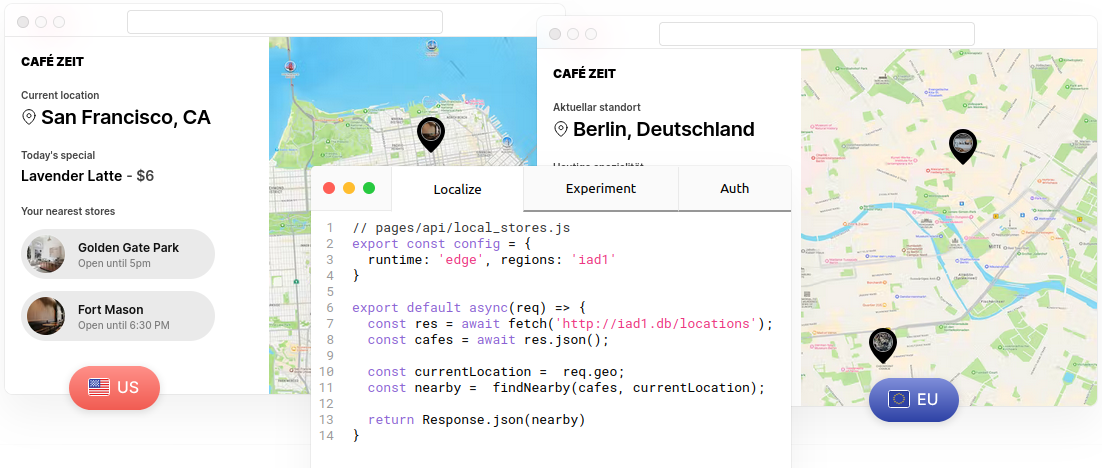 CAFÉ ZEIT
Current location
San Francisco, CA
Today's special
Lavender Latte - $6
Your nearest stores
Golden Gate Park
Open until 5pm
Fort Mason
Open until 6:30 PM
US
CAFÉ ZEIT
Aktuellar standort
Berlin, Deutschland
Heutige spezialität
Localize
Experiment
Auth
1 // pages/api/local_stores.js
2 export const config = {
3 runtime: 'edge', regions: 'iad1'
4 }
5
6 export default async(req) => {
7 const res = await fetch('http://iad1.db/locations');
8 const cafes = await res.json();
9
10 const currentLocation =  req.geo;
11 const nearby =  findNearby(cafes, currentLocation);
12
13 return Response.json(nearby)
14 }
MITTE
EU